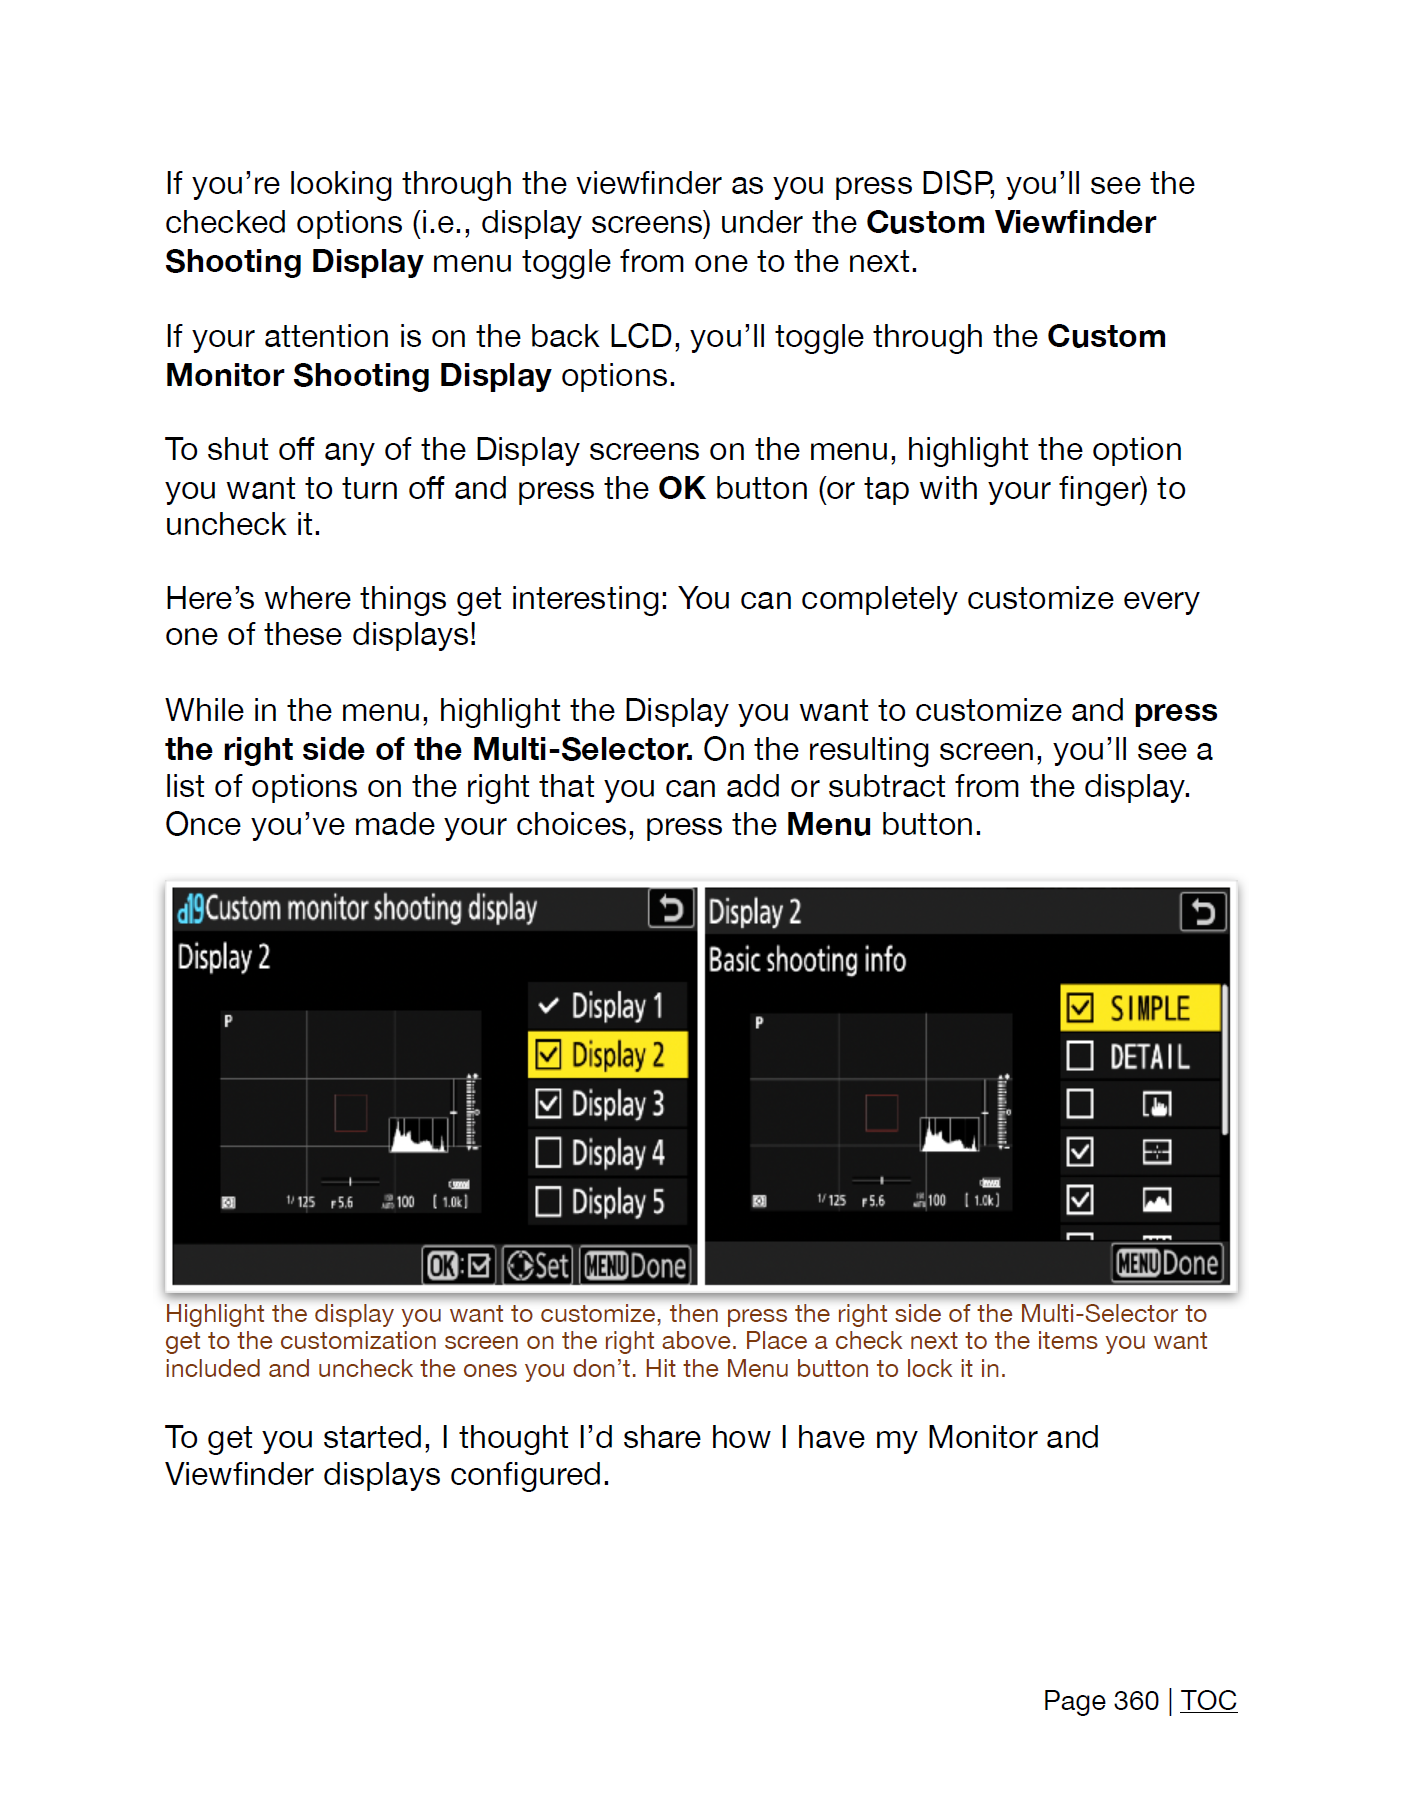 If you’re looking through the viewfinder as you press DISP, you’ll see the
checked options (i.e., display screens) under the Custom Viewfinder
Shooting Display menu toggle from one to the next.
If your attention is on the back LCD, you’ll toggle through the Custom
Monitor Shooting Display options.
To shut off any of the Display screens on the menu, highlight the option
you want to turn off and press the OK button (or tap with your finger) to
uncheck it.
Here’s where things get interesting: You can completely customize every
one of these displays!
While in the menu, highlight the Display you want to customize and press
the right side of the Multi-Selector. On the resulting screen, you’ll see a
list of options on the right that you can add or subtract from the display.
Once you’ve made your choices, press the Menu button.
d19 Custom monitor shooting display
Display 2
P
Display 1
Display 2
Display 3
Display 4
Display 5
1/125 F5.6 100 [1.0k]
OK: Set MENU Done
Display 2
Basic shooting info
P
SIMPLE
DETAIL
1/125 F5.6 100 [1.0k]
MENU Done
Highlight the display you want to customize, then press the right side of the Multi-Selector to
get to the customization screen on the right above. Place a check next to the items you want
included and uncheck the ones you don’t. Hit the Menu button to lock it in.
To get you started, I thought I’d share how I have my Monitor and
Viewfinder displays configured.
Page 360 | TOC